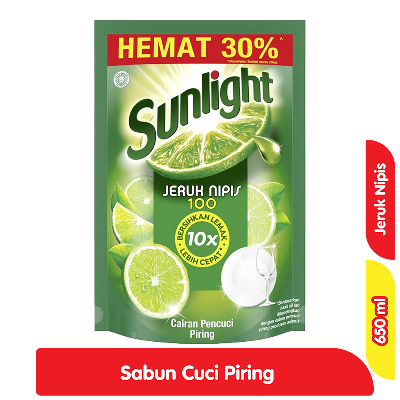 HEMAT 30%^
Sunlight
JERUK NIPIS
100
BERSIHKAN LEMAK
10x
LEBIH CEPAT*
Cairan Pencuci
Piring
Jeruk Nipis
650 ml
Sabun Cuci Piring